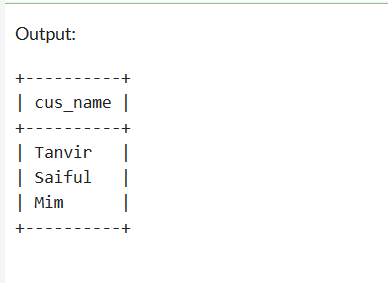 Output:
+----------+
| cus_name |
+----------+
| Tanvir   |
| Saiful   |
| Mim      |
+----------+